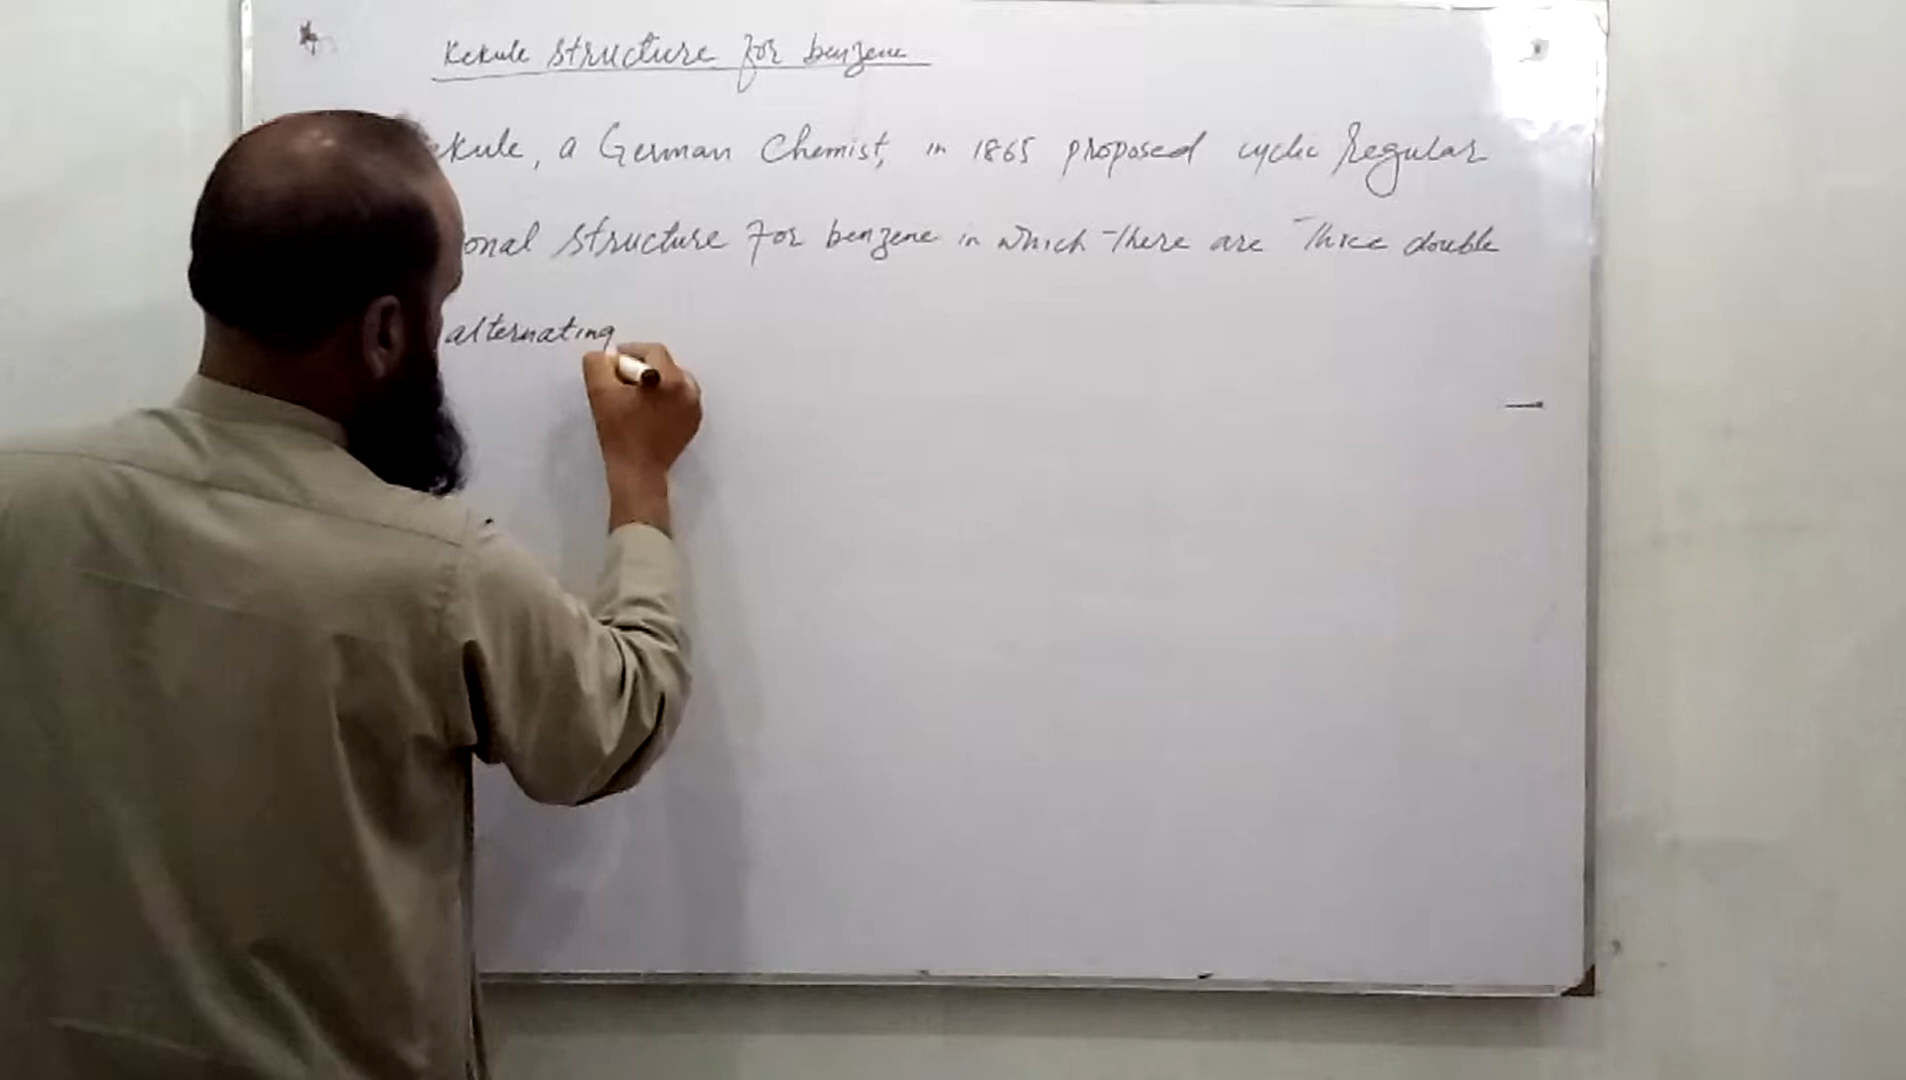 Kekule structure for benzene
ekule, a German Chemist, in 1865 proposed cyclic Regular
onal structure for benzene in which there are Three double
alternating